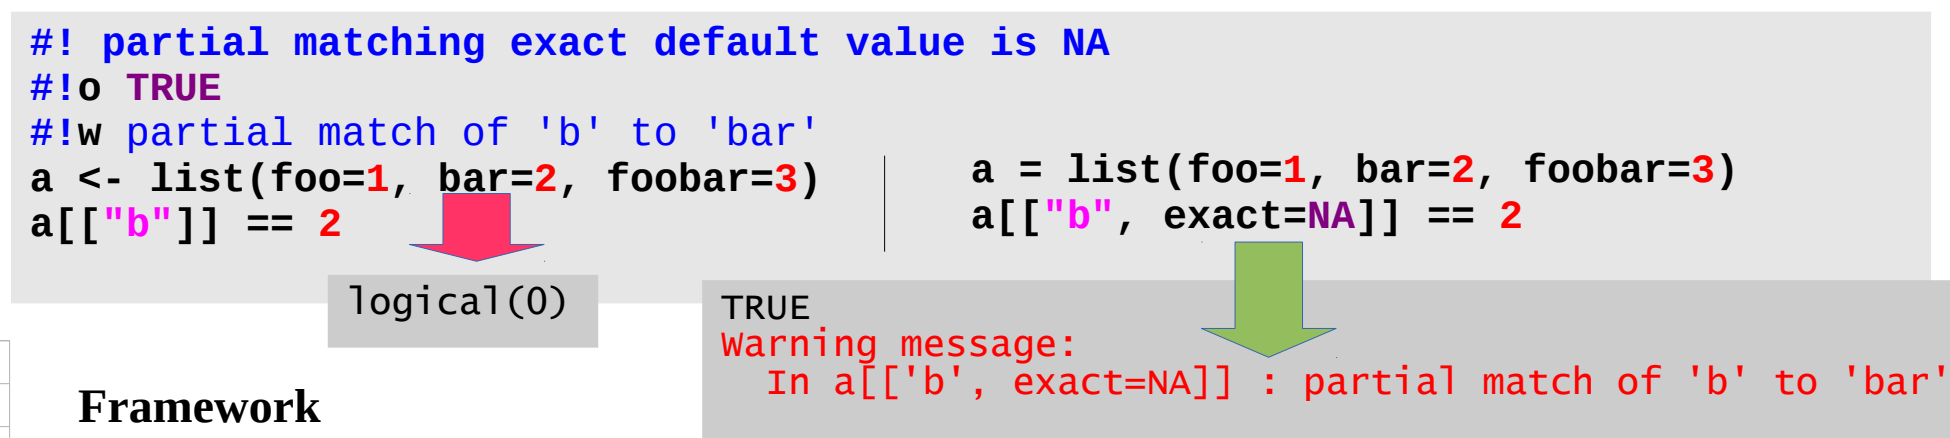 #! partial matching exact default value is NA
#!o TRUE
#!w partial match of 'b' to 'bar'
a <- list(foo=1, bar=2, foobar=3)
a[["b"]] == 2
a = list(foo=1, bar=2, foobar=3)
a[["b", exact=NA]] == 2
logical(0)
TRUE
Warning message:
In a[['b', exact=NA]] : partial match of 'b' to 'bar'
Framework